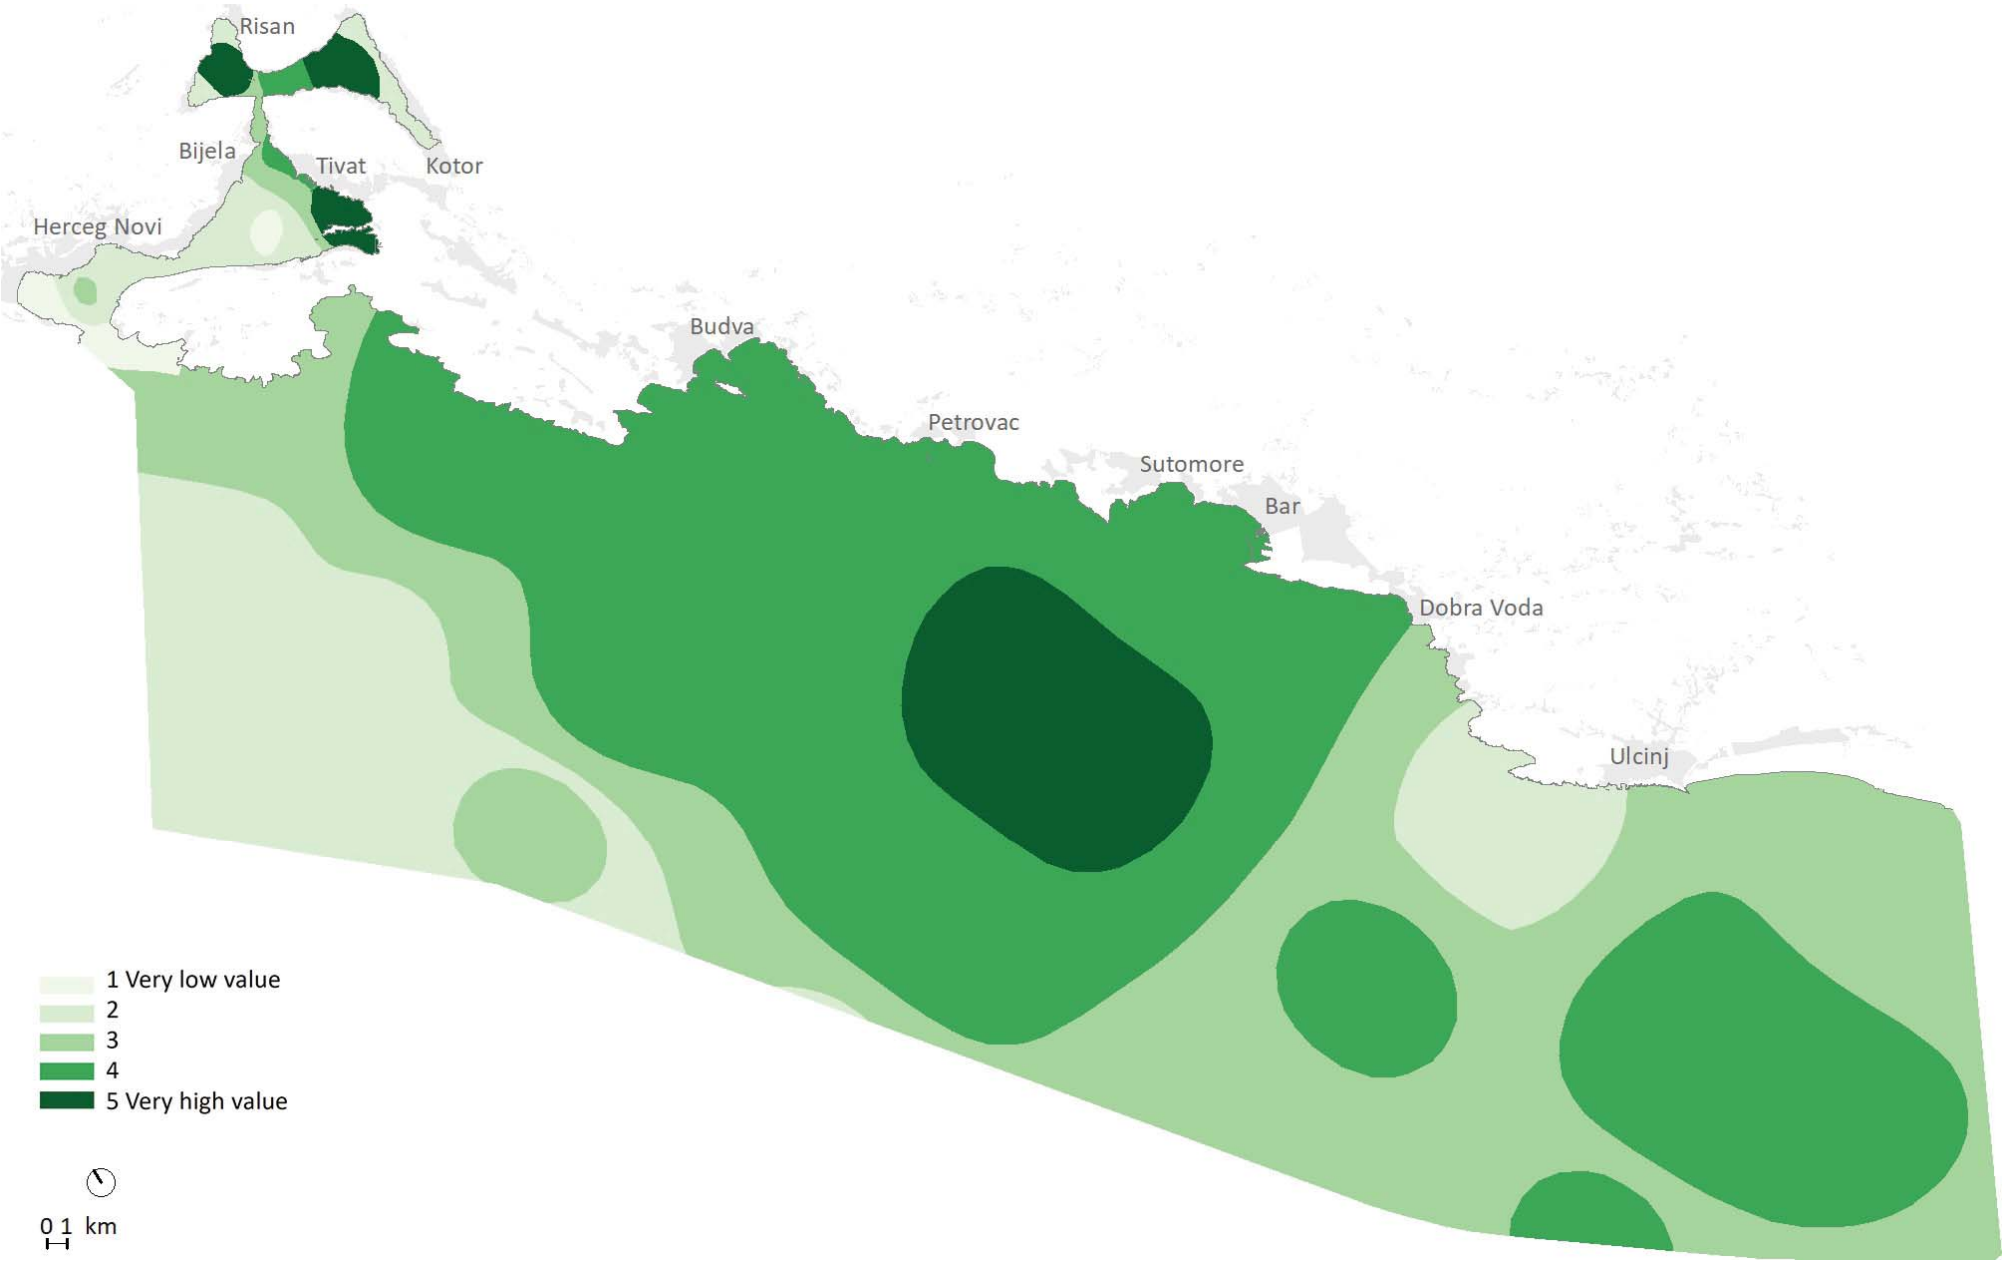 Risan
Bijela
Tivat
Kotor
Herceg Novi
Budva
Petrovac
Sutomore
Bar
Dobra Voda
Ulcinj
1 Very low value
2
3
4
5 Very high value
0 1 km